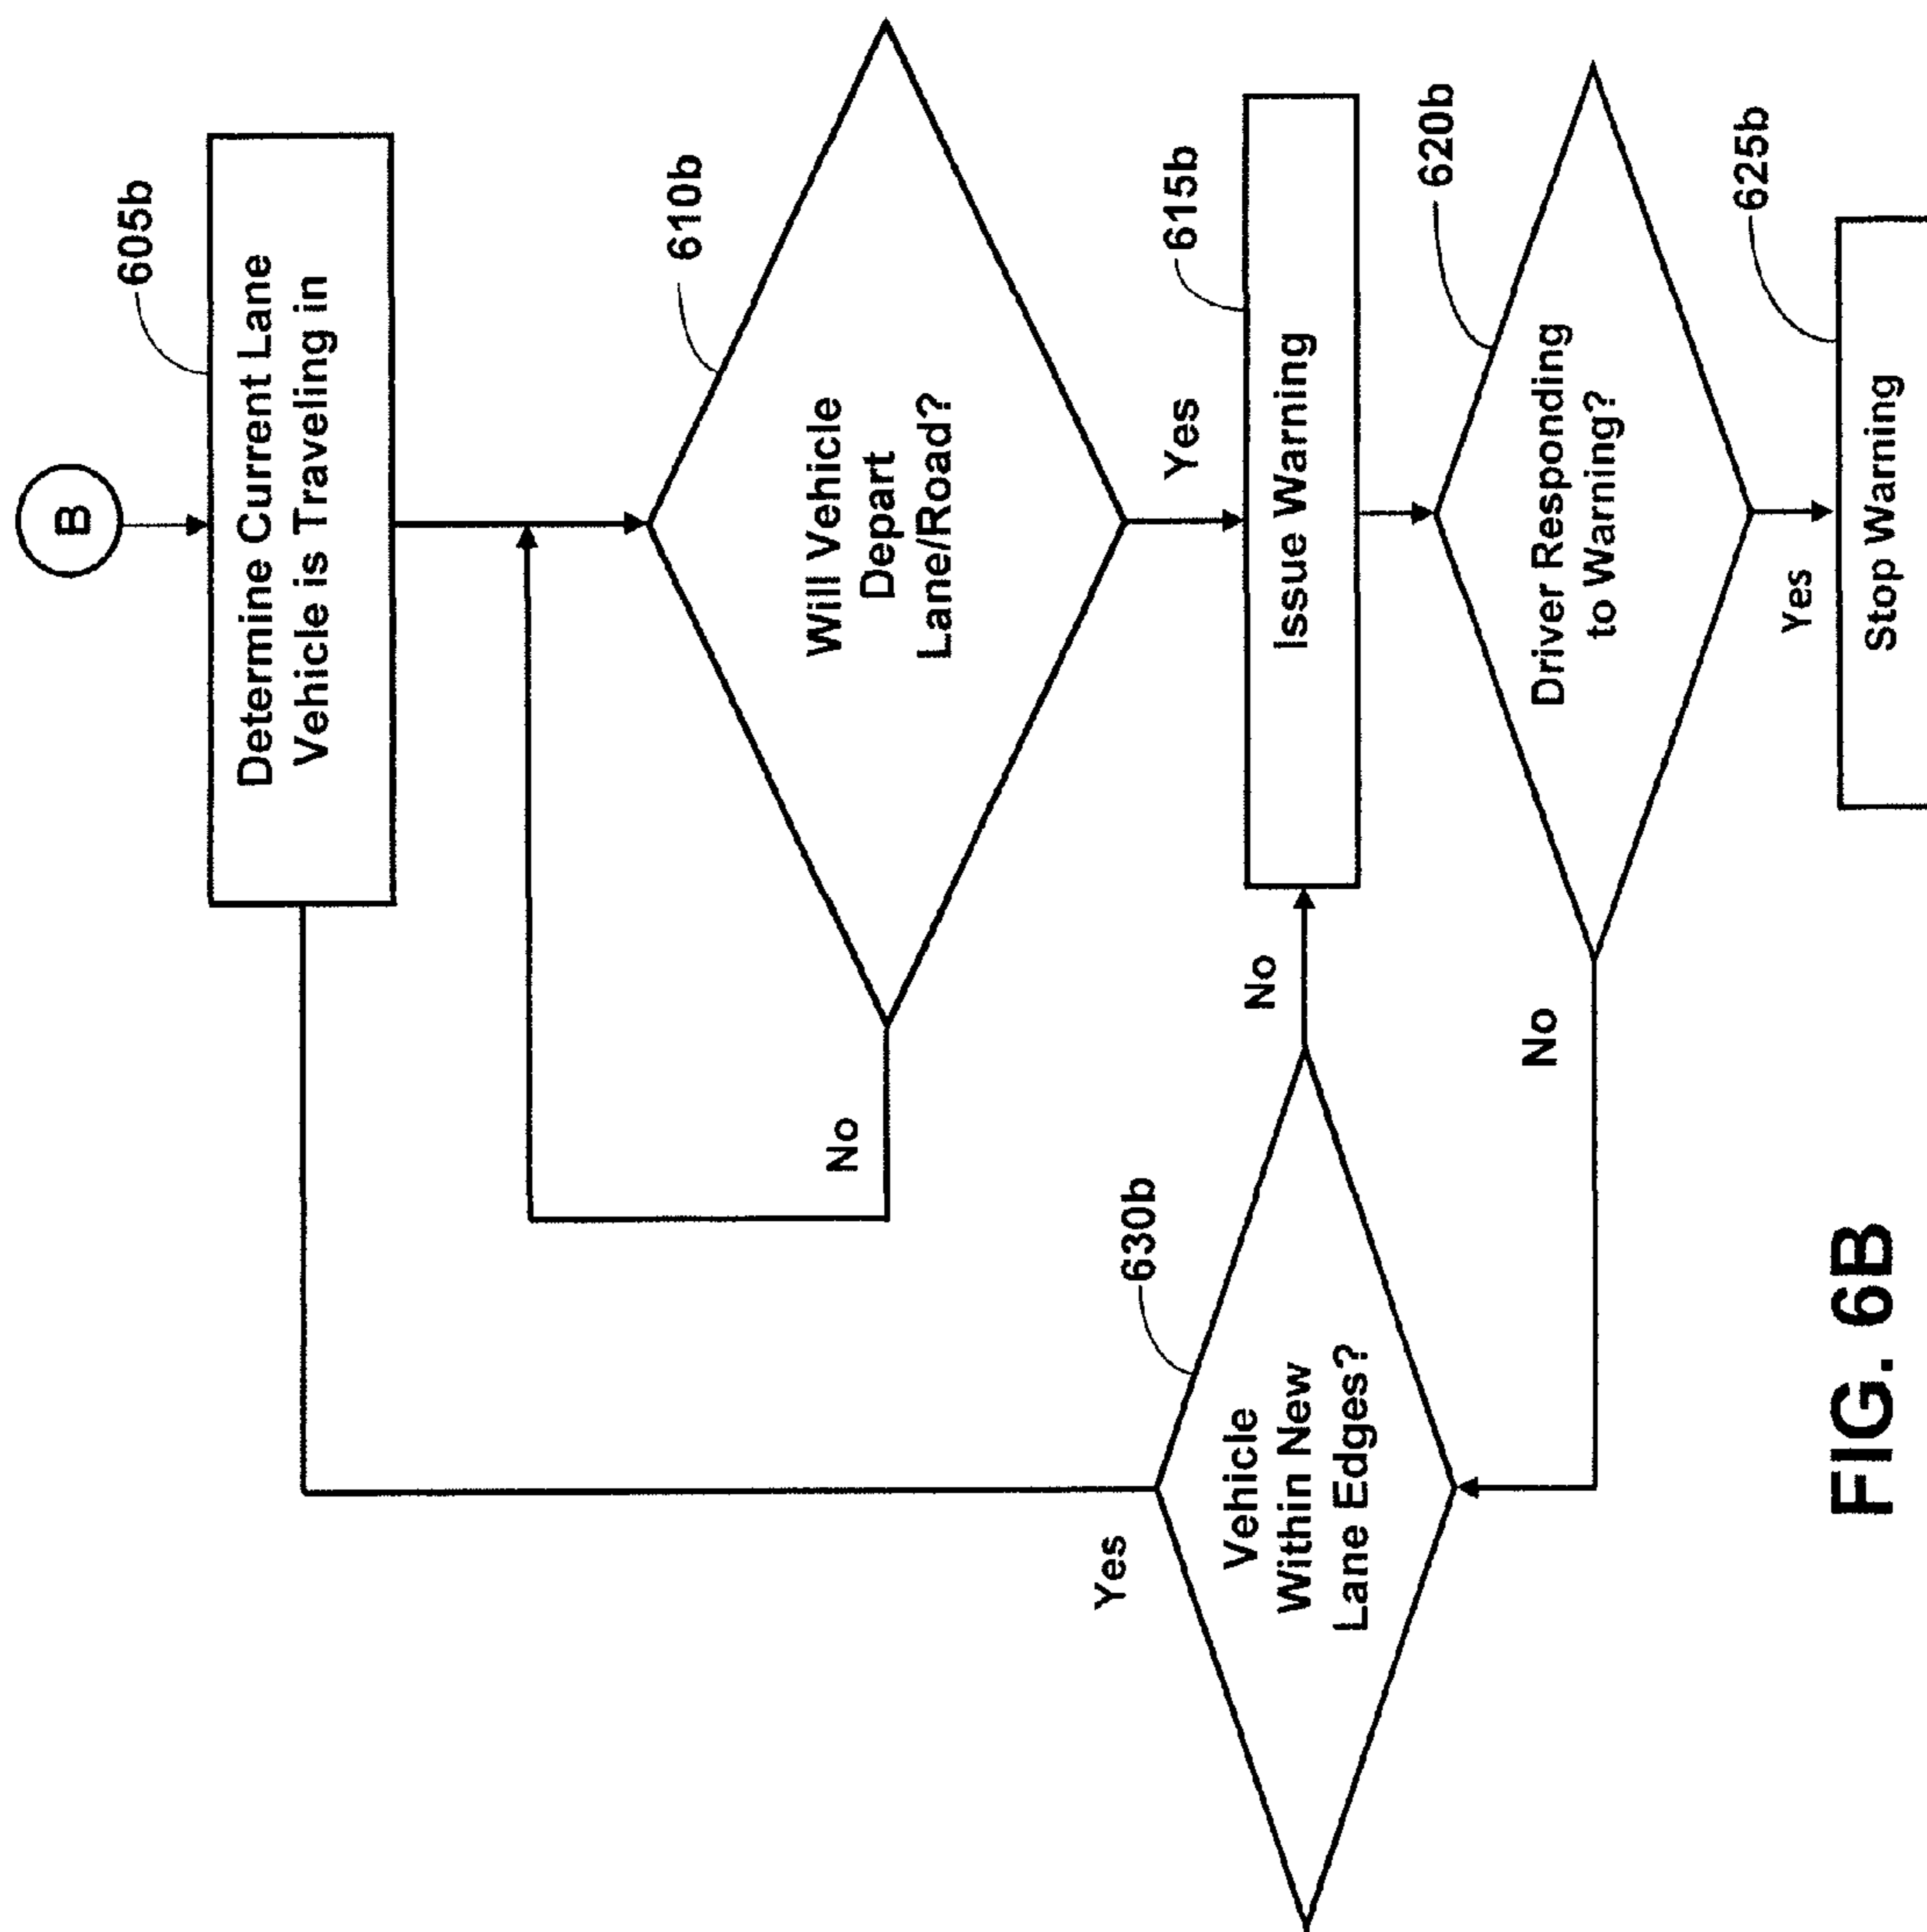 B
605b
Determine Current Lane
Vehicle is Traveling in
610b
Will Vehicle
Depart
Lane/Road?
No
Yes
615b
Issue Warning
620b
Driver Responding
to Warning?
No
Yes
625b
Stop Warning
630b
Vehicle
Within New
Lane Edges?
Yes
No
FIG. 6B